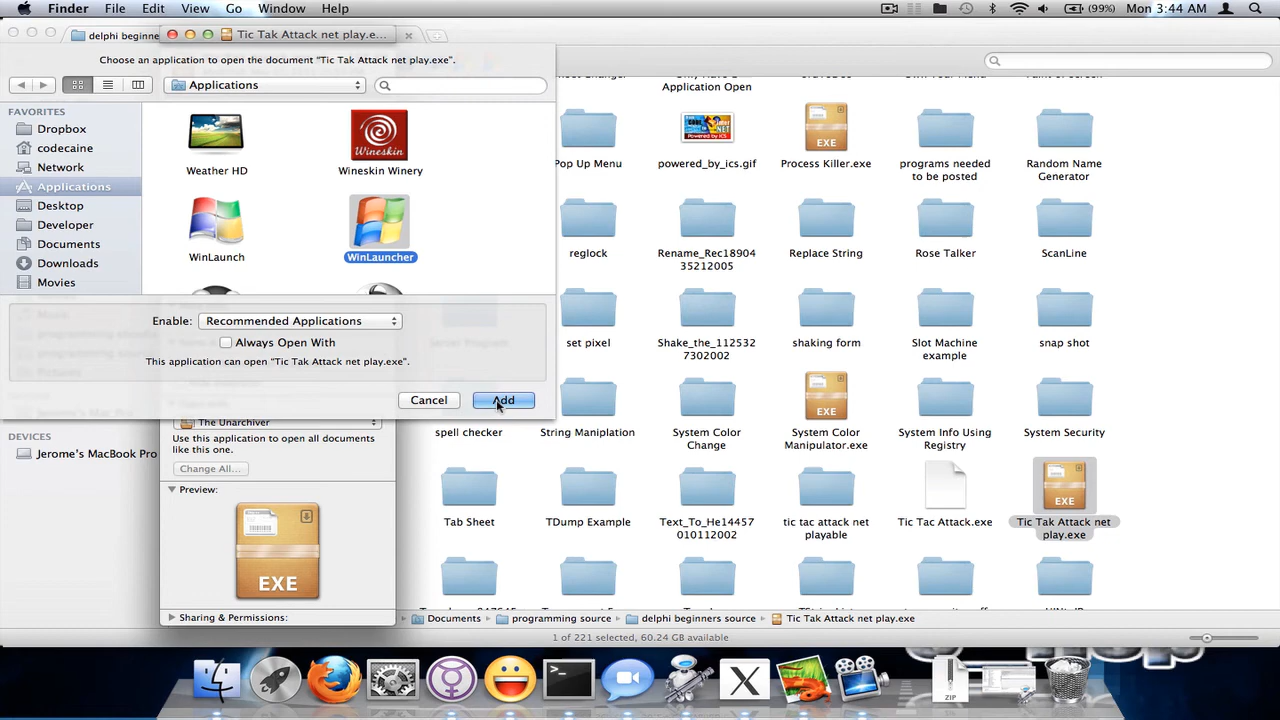 Finder File Edit View Go Window Help
(99%) Mon 3:44 AM
delphi beginne
Tic Tak Attack net play.e...
Choose an application to open the document "Tic Tak Attack net play.exe".
Applications
FAVORITES
Dropbox
codecaine
Network
Applications
Desktop
Developer
Documents
Downloads
Movies
Weather HD
Wineskin
Wineskin Winery
WinLaunch
WinLauncher
Enable: Recommended Applications
Always Open With
This application can open "Tic Tak Attack net play.exe".
Cancel
Add
The Unarchiver
Use this application to open all documents
like this one.
Change All...
Preview:
EXE
Sharing & Permissions:
DEVICES
Jerome's MacBook Pro
Application Open
Pop Up Menu
powered_by_ics.gif
EXE
Process Killer.exe
programs needed
to be posted
Random Name
Generator
reglock
Rename_Rec18904
35212005
Replace String
Rose Talker
ScanLine
set pixel
Shake_the_112532
7302002
shaking form
Slot Machine
example
snap shot
spell checker
String Maniplation
System Color
Change
EXE
System Color
Manipulator.exe
System Info Using
Registry
System Security
Tab Sheet
TDump Example
Text_To_He14457
010112002
tic tac attack net
playable
Tic Tac Attack.exe
EXE
Tic Tak Attack net
play.exe
Documents
programming source
delphi beginners source
Tic Tak Attack net play.exe
1 of 221 selected, 60.24 GB available
ZIP